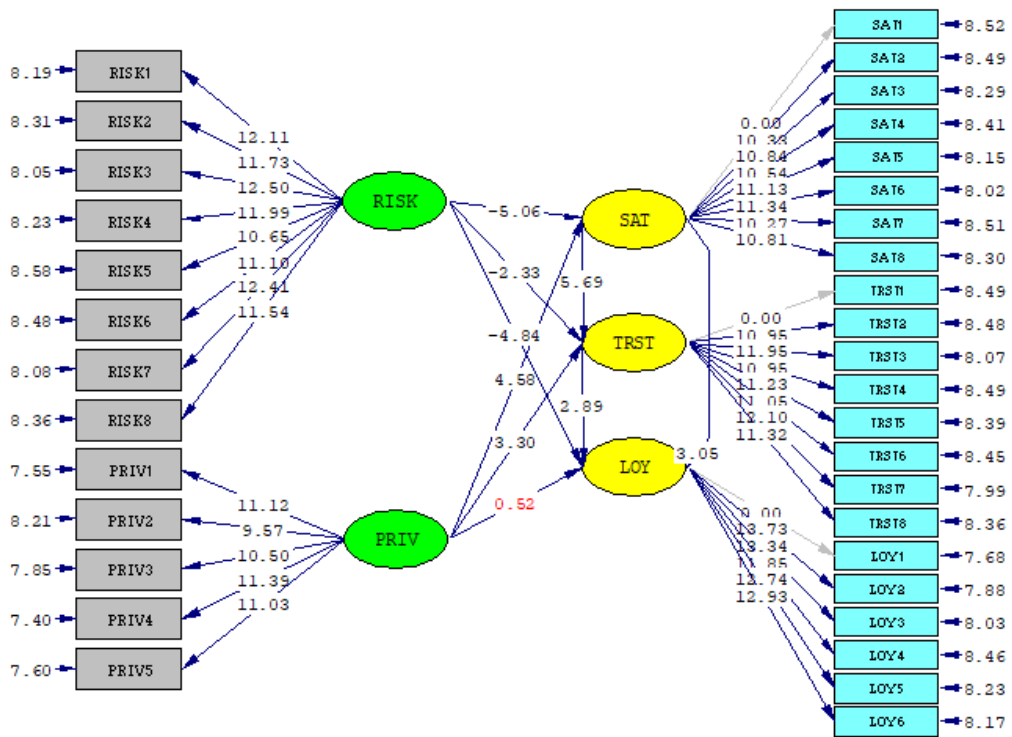 8.19 RISK1
8.31 RISK2
8.05 RISK3
8.23 RISK4
8.58 RISK5
8.48 RISK6
8.08 RISK7
8.36 RISK8
7.55 PRIV1
8.21 PRIV2
7.85 PRIV3
7.40 PRIV4
7.60 PRIV5
12.11
11.73
12.50
11.99
10.65
11.10
12.41
11.54
11.12
9.57
10.50
11.39
11.03
RISK
PRIV
-5.06
-2.33
-4.84
4.58
3.30
0.52
5.69
2.89
3.05
SAT
TRST
LOY
0.00
10.33
10.84
10.54
11.13
11.34
10.27
10.81
0.00
10.95
11.95
10.95
11.23
11.05
12.10
11.32
0.00
13.73
13.34
11.85
12.74
12.93
SAT1 8.52
SAT2 8.49
SAT3 8.29
SAT4 8.41
SAT5 8.15
SAT6 8.02
SAT7 8.51
SAT8 8.30
TRST1 8.49
TRST2 8.48
TRST3 8.07
TRST4 8.49
TRST5 8.39
TRST6 8.45
TRST7 7.99
TRST8 8.36
LOY1 7.68
LOY2 7.88
LOY3 8.03
LOY4 8.46
LOY5 8.23
LOY6 8.17